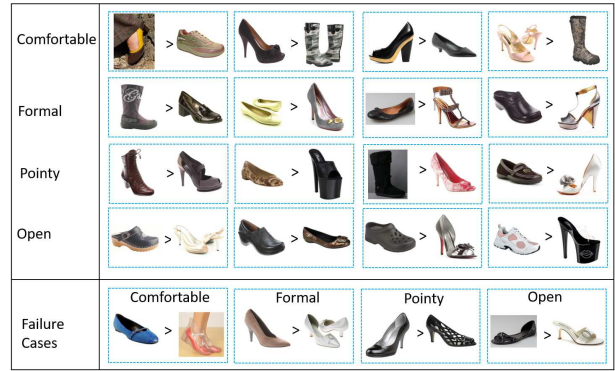 Comfortable > > > >
Formal > > > >
Pointy > > > >
Open > > > >
Comfortable Formal Pointy Open
Failure
Cases > > > >